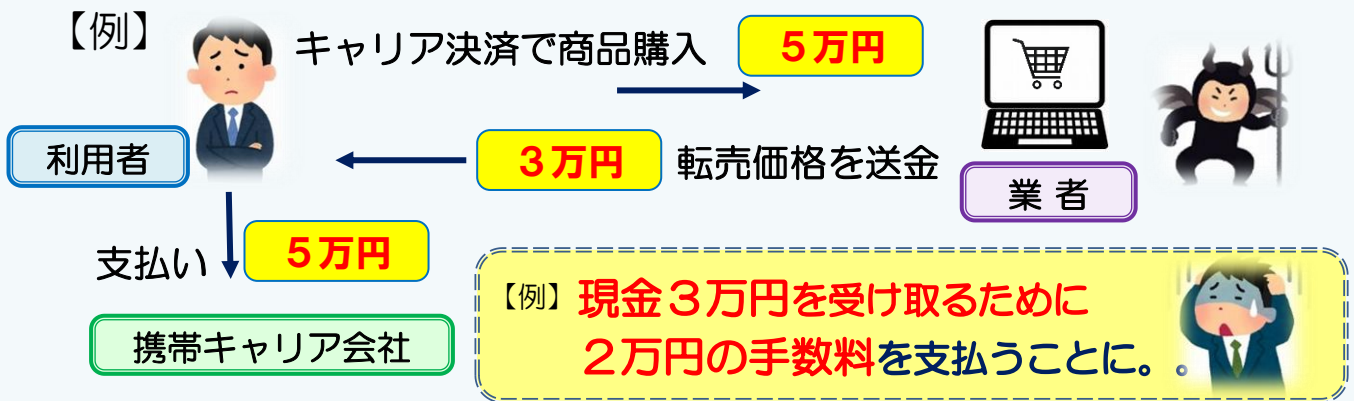 【例】
キャリア決済で商品購入
５万円
利用者
３万円
転売価格を送金
業 者
支払い
５万円
携帯キャリア会社
【例】現金３万円を受け取るために
２万円の手数料を支払うことに。。